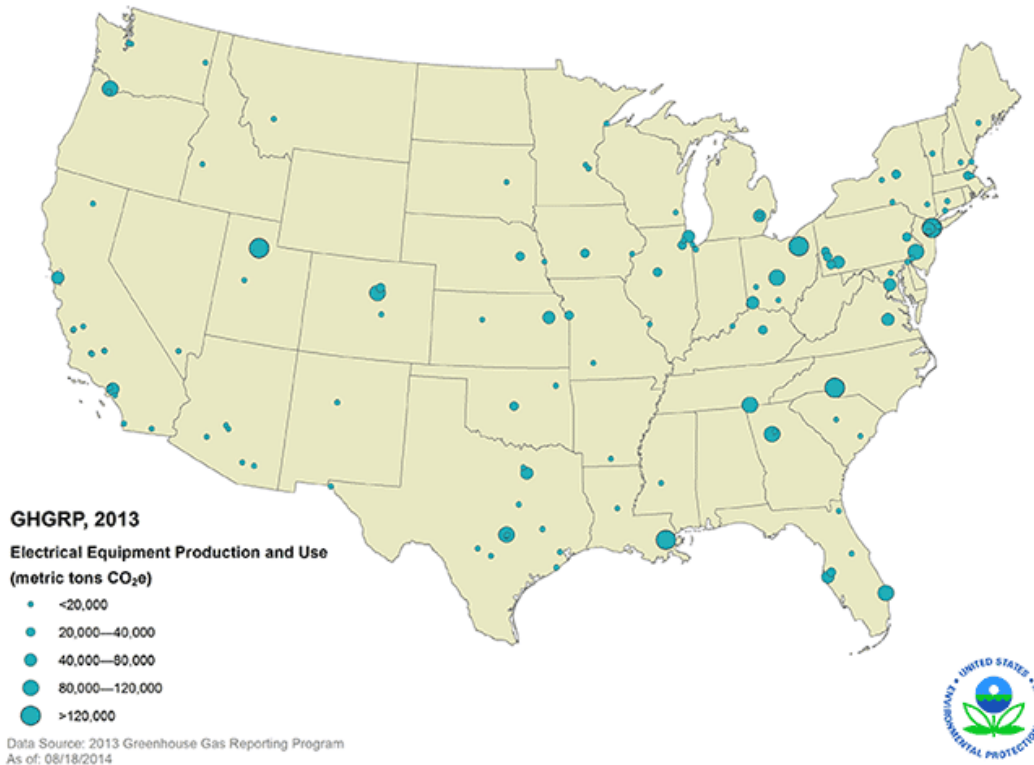 GHGRP, 2013
Electrical Equipment Production and Use
(metric tons CO₂e)
<20,000
20,000—40,000
40,000—80,000
80,000—120,000
>120,000
Data Source: 2013 Greenhouse Gas Reporting Program
As of: 08/18/2014
UNITED STATES
ENVIRONMENTAL PROTECTION